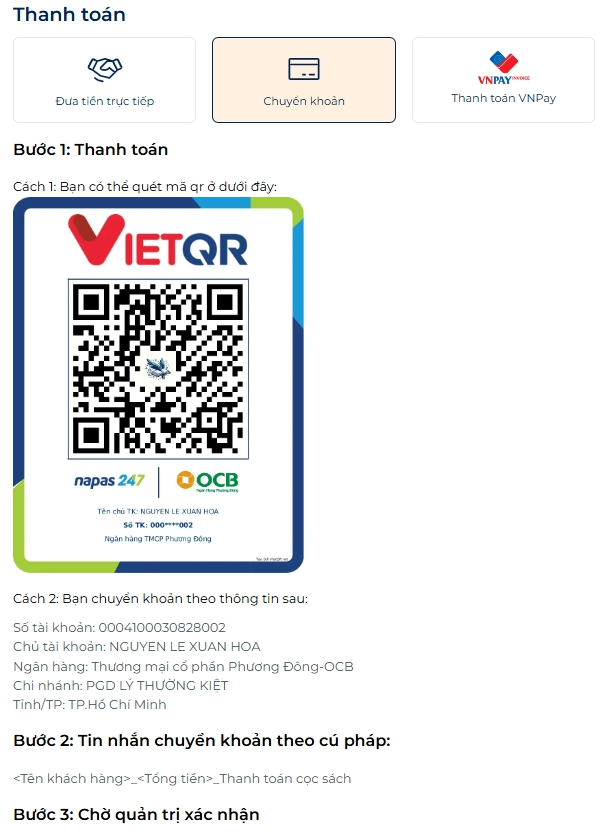 Thanh toán
Đưa tiền trực tiếp
Chuyển khoản
VNPAY INVOICE
Thanh toán VNPay
Bước 1: Thanh toán
Cách 1: Bạn có thể quét mã qr ở dưới đây:
VIETQR
napas 247
OCB
Ngân Hàng Phương Đông
Tên chủ TK: NGUYEN LE XUAN HOA
Số TK: 000****002
Ngân hàng TMCP Phương Đông
Cách 2: Bạn chuyển khoản theo thông tin sau:
Số tài khoản: 0004100030828002
Chủ tài khoản: NGUYEN LE XUAN HOA
Ngân hàng: Thương mại cổ phần Phương Đông-OCB
Chi nhánh: PGD LÝ THƯỜNG KIỆT
Tỉnh/TP: TP.Hồ Chí Minh
Bước 2: Tin nhắn chuyển khoản theo cú pháp:
<Tên khách hàng>_<Tổng tiền>_Thanh toán cọc sách
Bước 3: Chờ quản trị xác nhận